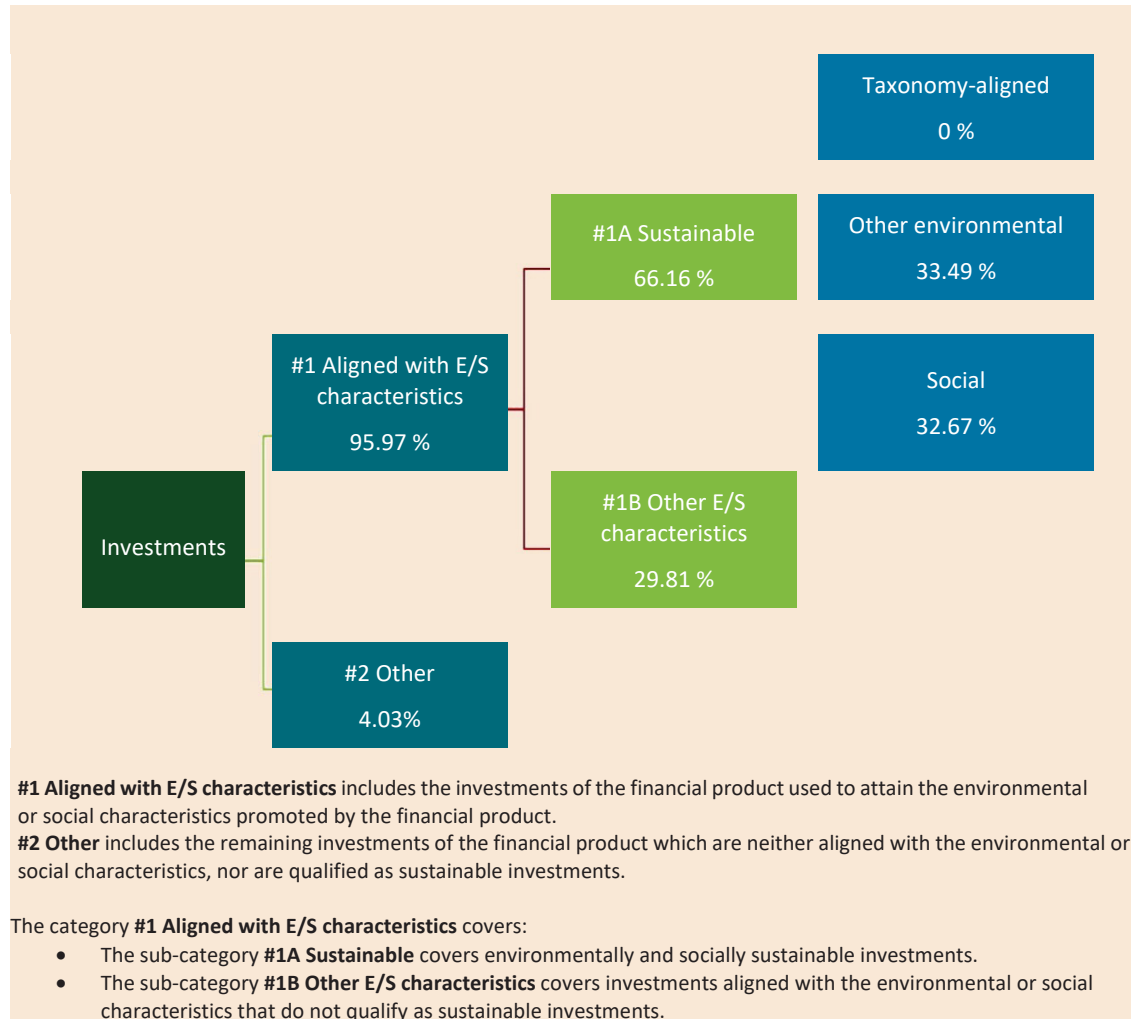 Taxonomy-aligned
0 %
#1A Sustainable
66.16 %
Other environmental
33.49 %
#1 Aligned with E/S
characteristics
95.97 %
Social
32.67 %
Investments
#1B Other E/S
characteristics
29.81 %
#2 Other
4.03%
#1 Aligned with E/S characteristics includes the investments of the financial product used to attain the environmental
or social characteristics promoted by the financial product.
#2 Other includes the remaining investments of the financial product which are neither aligned with the environmental or
social characteristics, nor are qualified as sustainable investments.
The category #1 Aligned with E/S characteristics covers:
• The sub-category #1A Sustainable covers environmentally and socially sustainable investments.
• The sub-category #1B Other E/S characteristics covers investments aligned with the environmental or social
characteristics that do not qualify as sustainable investments.